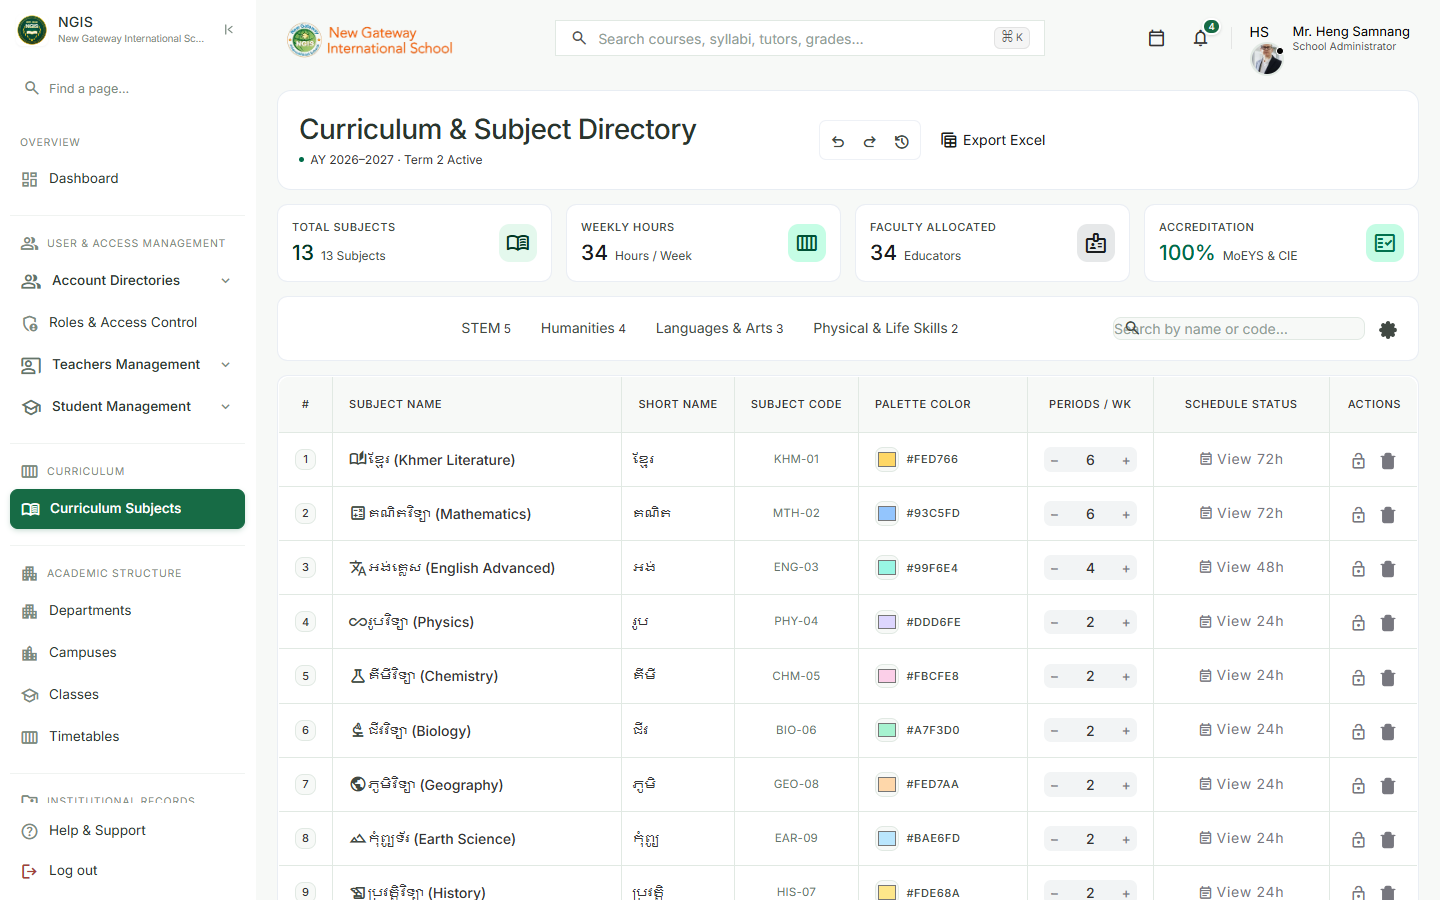 NGIS
New Gateway International Sc...
Find a page...
OVERVIEW
Dashboard
USER & ACCESS MANAGEMENT
Account Directories
Roles & Access Control
Teachers Management
Student Management
CURRICULUM
Curriculum Subjects
ACADEMIC STRUCTURE
Departments
Campuses
Classes
Timetables
INSTITUTIONAL RECORDS
Help & Support
Log out
New Gateway
International School
Search courses, syllabi, tutors, grades...
⌘ K
4
HS
Mr. Heng Samnang
School Administrator
Curriculum & Subject Directory
AY 2026–2027 · Term 2 Active
Export Excel
TOTAL SUBJECTS
13 13 Subjects
WEEKLY HOURS
34 Hours / Week
FACULTY ALLOCATED
34 Educators
ACCREDITATION
100% MoEYS & CIE
STEM 5 Humanities 4 Languages & Arts 3 Physical & Life Skills 2
Search by name or code...
# SUBJECT NAME SHORT NAME SUBJECT CODE PALETTE COLOR PERIODS / WK SCHEDULE STATUS ACTIONS
1 ខ្មែរ (Khmer Literature) ខ្មែរ KHM-01 #FED766 − 6 + View 72h
2 គណិតវិទ្យា (Mathematics) គណិត MTH-02 #93C5FD − 6 + View 72h
3 អង់គ្លេស (English Advanced) អង់ ENG-03 #99F6E4 − 4 + View 48h
4 រូបវិទ្យា (Physics) រូប PHY-04 #DDD6FE − 2 + View 24h
5 គីមីវិទ្យា (Chemistry) គីមី CHM-05 #FBCFE8 − 2 + View 24h
6 ជីវវិទ្យា (Biology) ជីវ BIO-06 #A7F3D0 − 2 + View 24h
7 ភូមិវិទ្យា (Geography) ភូមិ GEO-08 #FED7AA − 2 + View 24h
8 (Earth Science) EAR-09 #BAE6FD − 2 + View 24h
9 ប្រវត្តិវិទ្យា (History) ប្រវត្តិ HIS-07 #FDE68A − 2 + View 24h